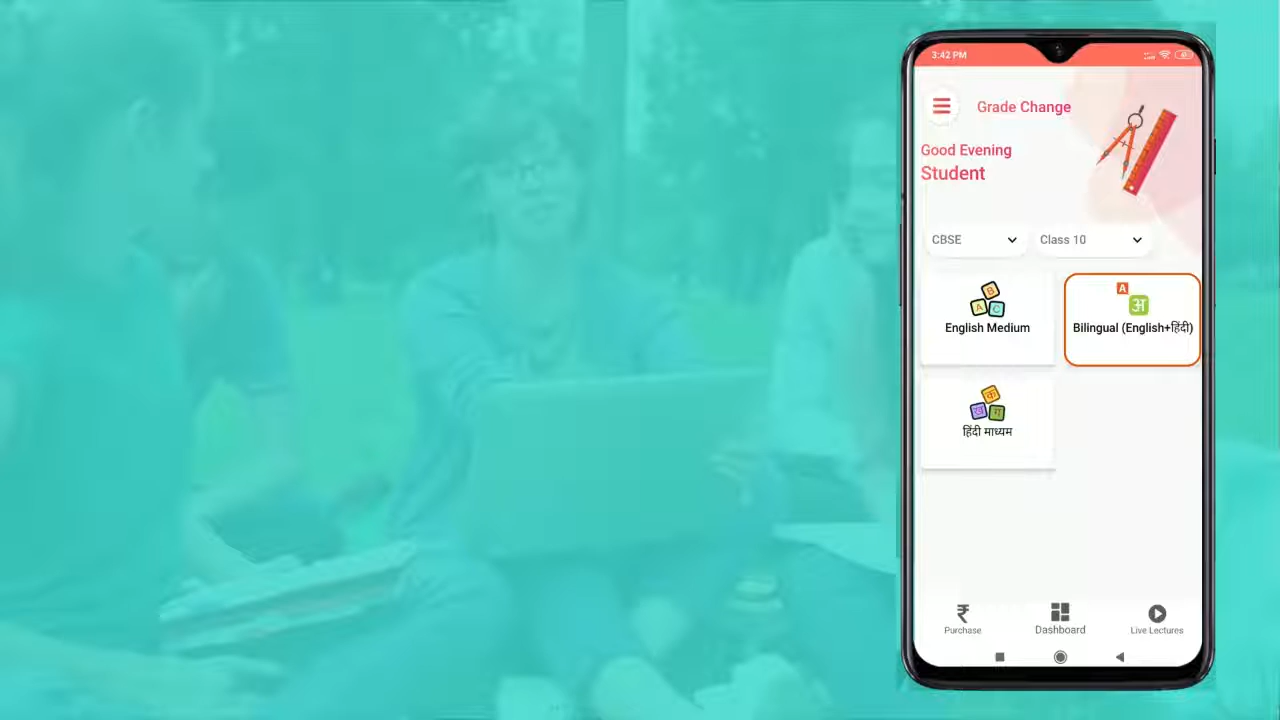 3:42 PM
Grade Change
Good Evening
Student
CBSE
Class 10
B
A C
English Medium
A
अ
Bilingual (English+हिंदी)
क
ख ग
हिंदी माध्यम
₹
Purchase
Dashboard
Live Lectures